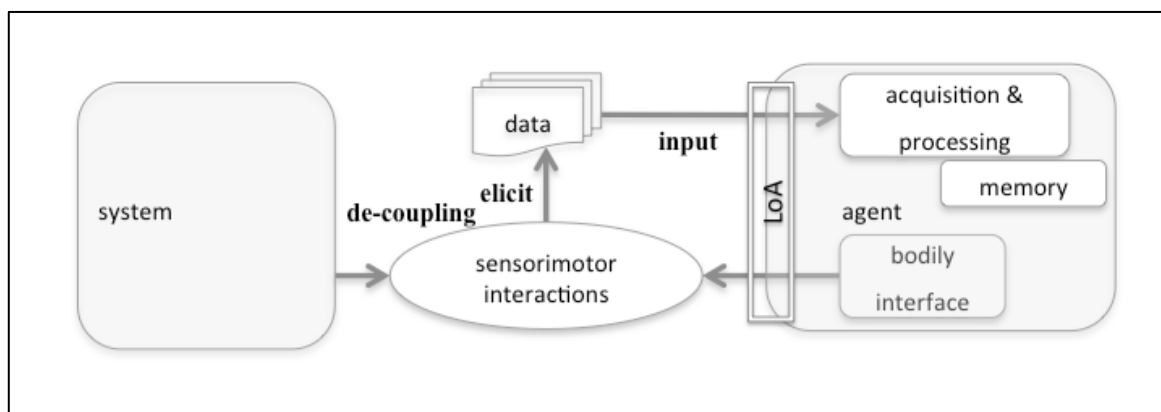 system
de-coupling
elicit
data
sensorimotor
interactions
input
LoA
acquisition &
processing
memory
agent
bodily
interface